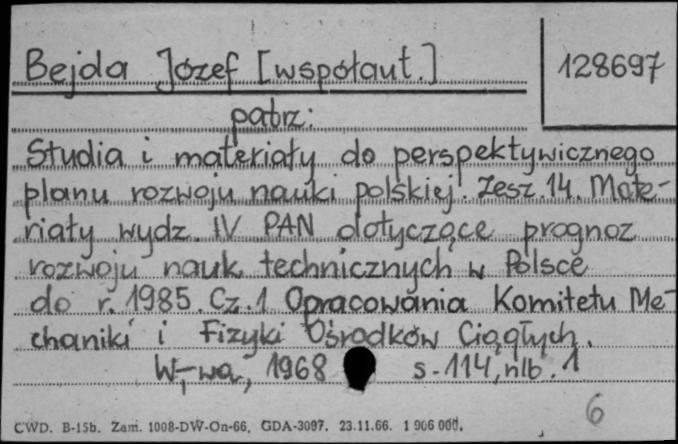 Bejda Józef [współaut.]
128697
patrz:
Studia i materiały do perspektywicznego
planu rozwoju nauki polskiej. Zesz. 14. Mate-
riały wydz. IV PAN dotyczące prognoz
rozwoju nauk technicznych w Polsce
do r. 1985. Cz. 1 Opracowania Komitetu Me-
chaniki i Fizyki Ośrodków Ciągłych.
W-wa, 1968 s. 114, nlb. 1
6
CWD. B-15b. Zam. 1008-DW-On-66. GDA-3097. 23.11.66. 1 906 000.